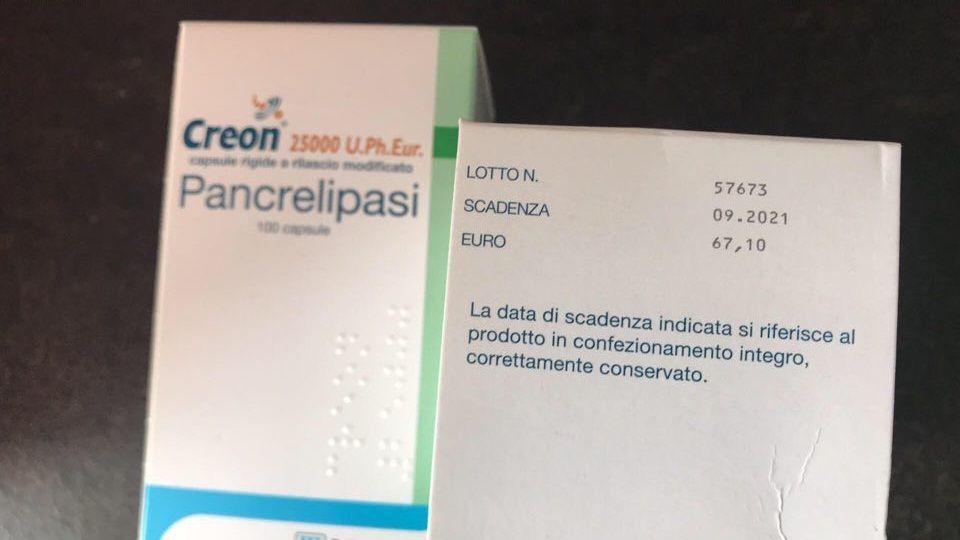 Creon 25000 U.Ph.Eur.
capsule rigide a rilascio modificato
Pancrelipasi
100 capsule
LOTTO N. 57673
SCADENZA 09.2021
EURO 67,10
La data di scadenza indicata si riferisce al
prodotto in confezionamento integro,
correttamente conservato.